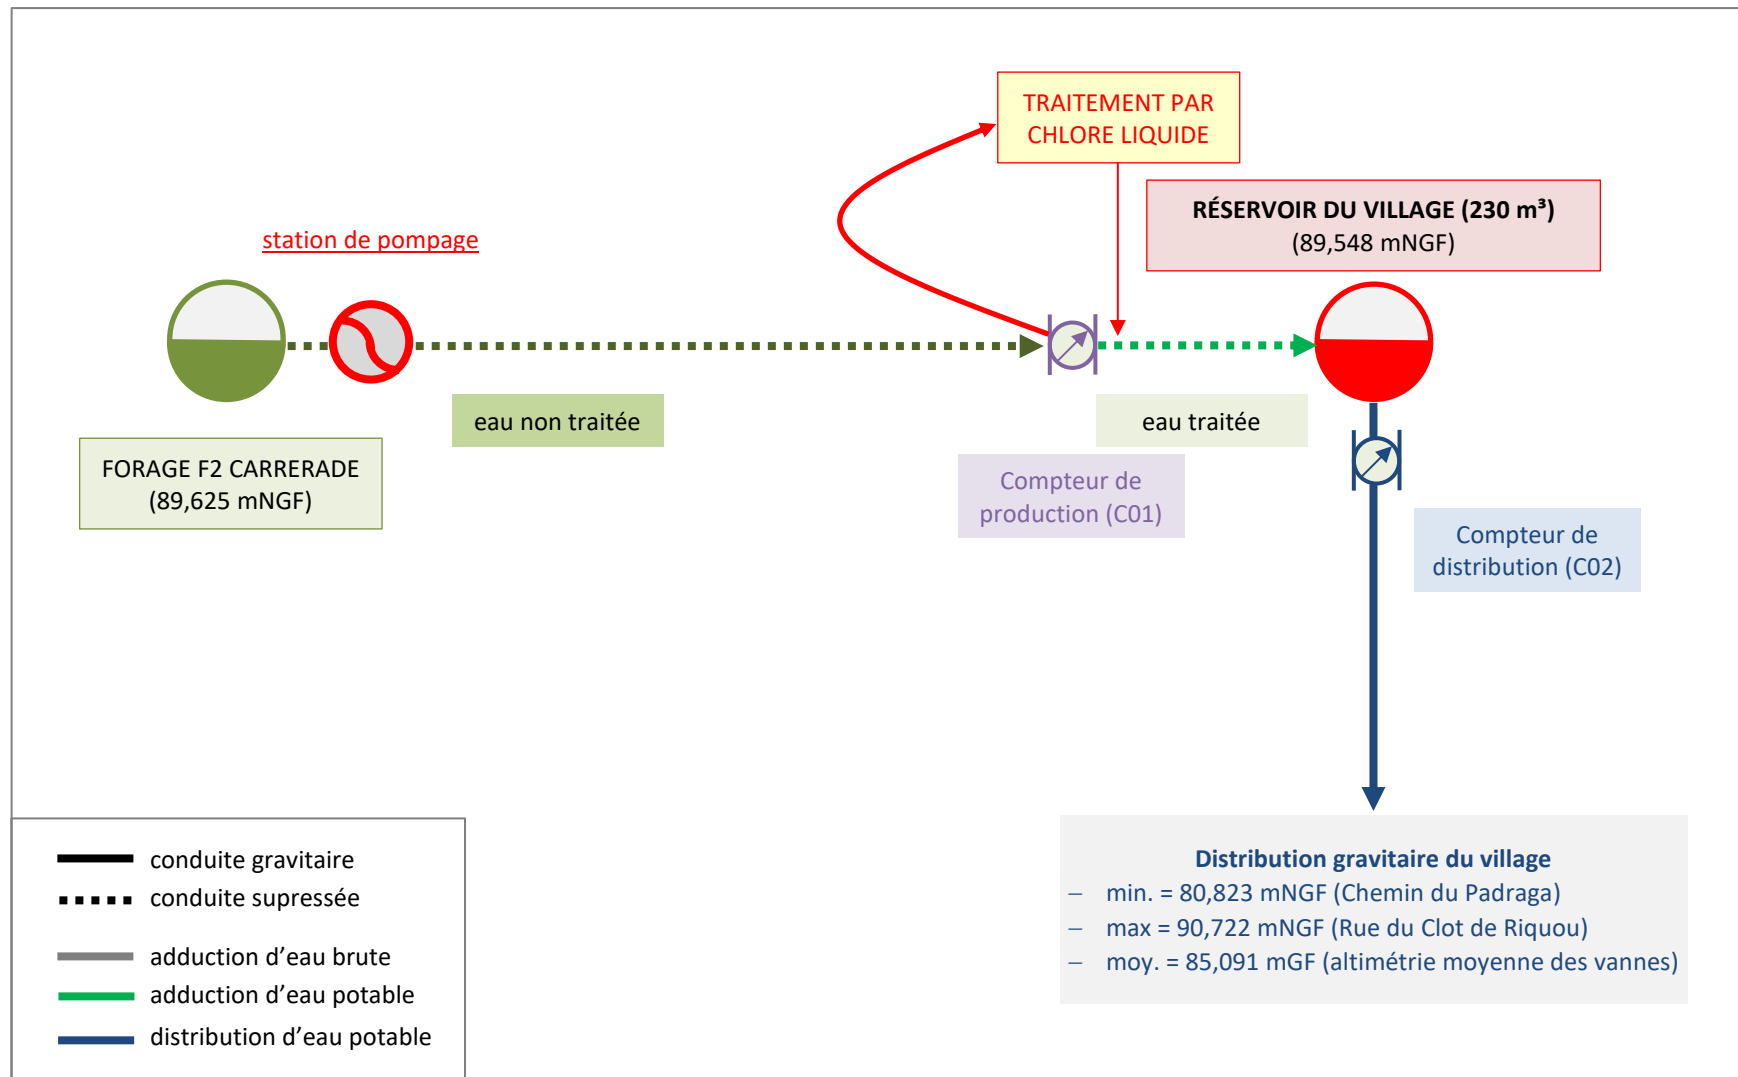 TRAITEMENT PAR
CHLORE LIQUIDE
RÉSERVOIR DU VILLAGE (230 m³)
(89,548 mNGF)
station de pompage
eau non traitée
eau traitée
FORAGE F2 CARRERADE
(89,625 mNGF)
Compteur de
production (C01)
Compteur de
distribution (C02)
Distribution gravitaire du village
– min. = 80,823 mNGF (Chemin du Padraga)
– max = 90,722 mNGF (Rue du Clot de Riquou)
– moy. = 85,091 mGF (altimétrie moyenne des vannes)
conduite gravitaire
conduite supressée
adduction d’eau brute
adduction d’eau potable
distribution d’eau potable